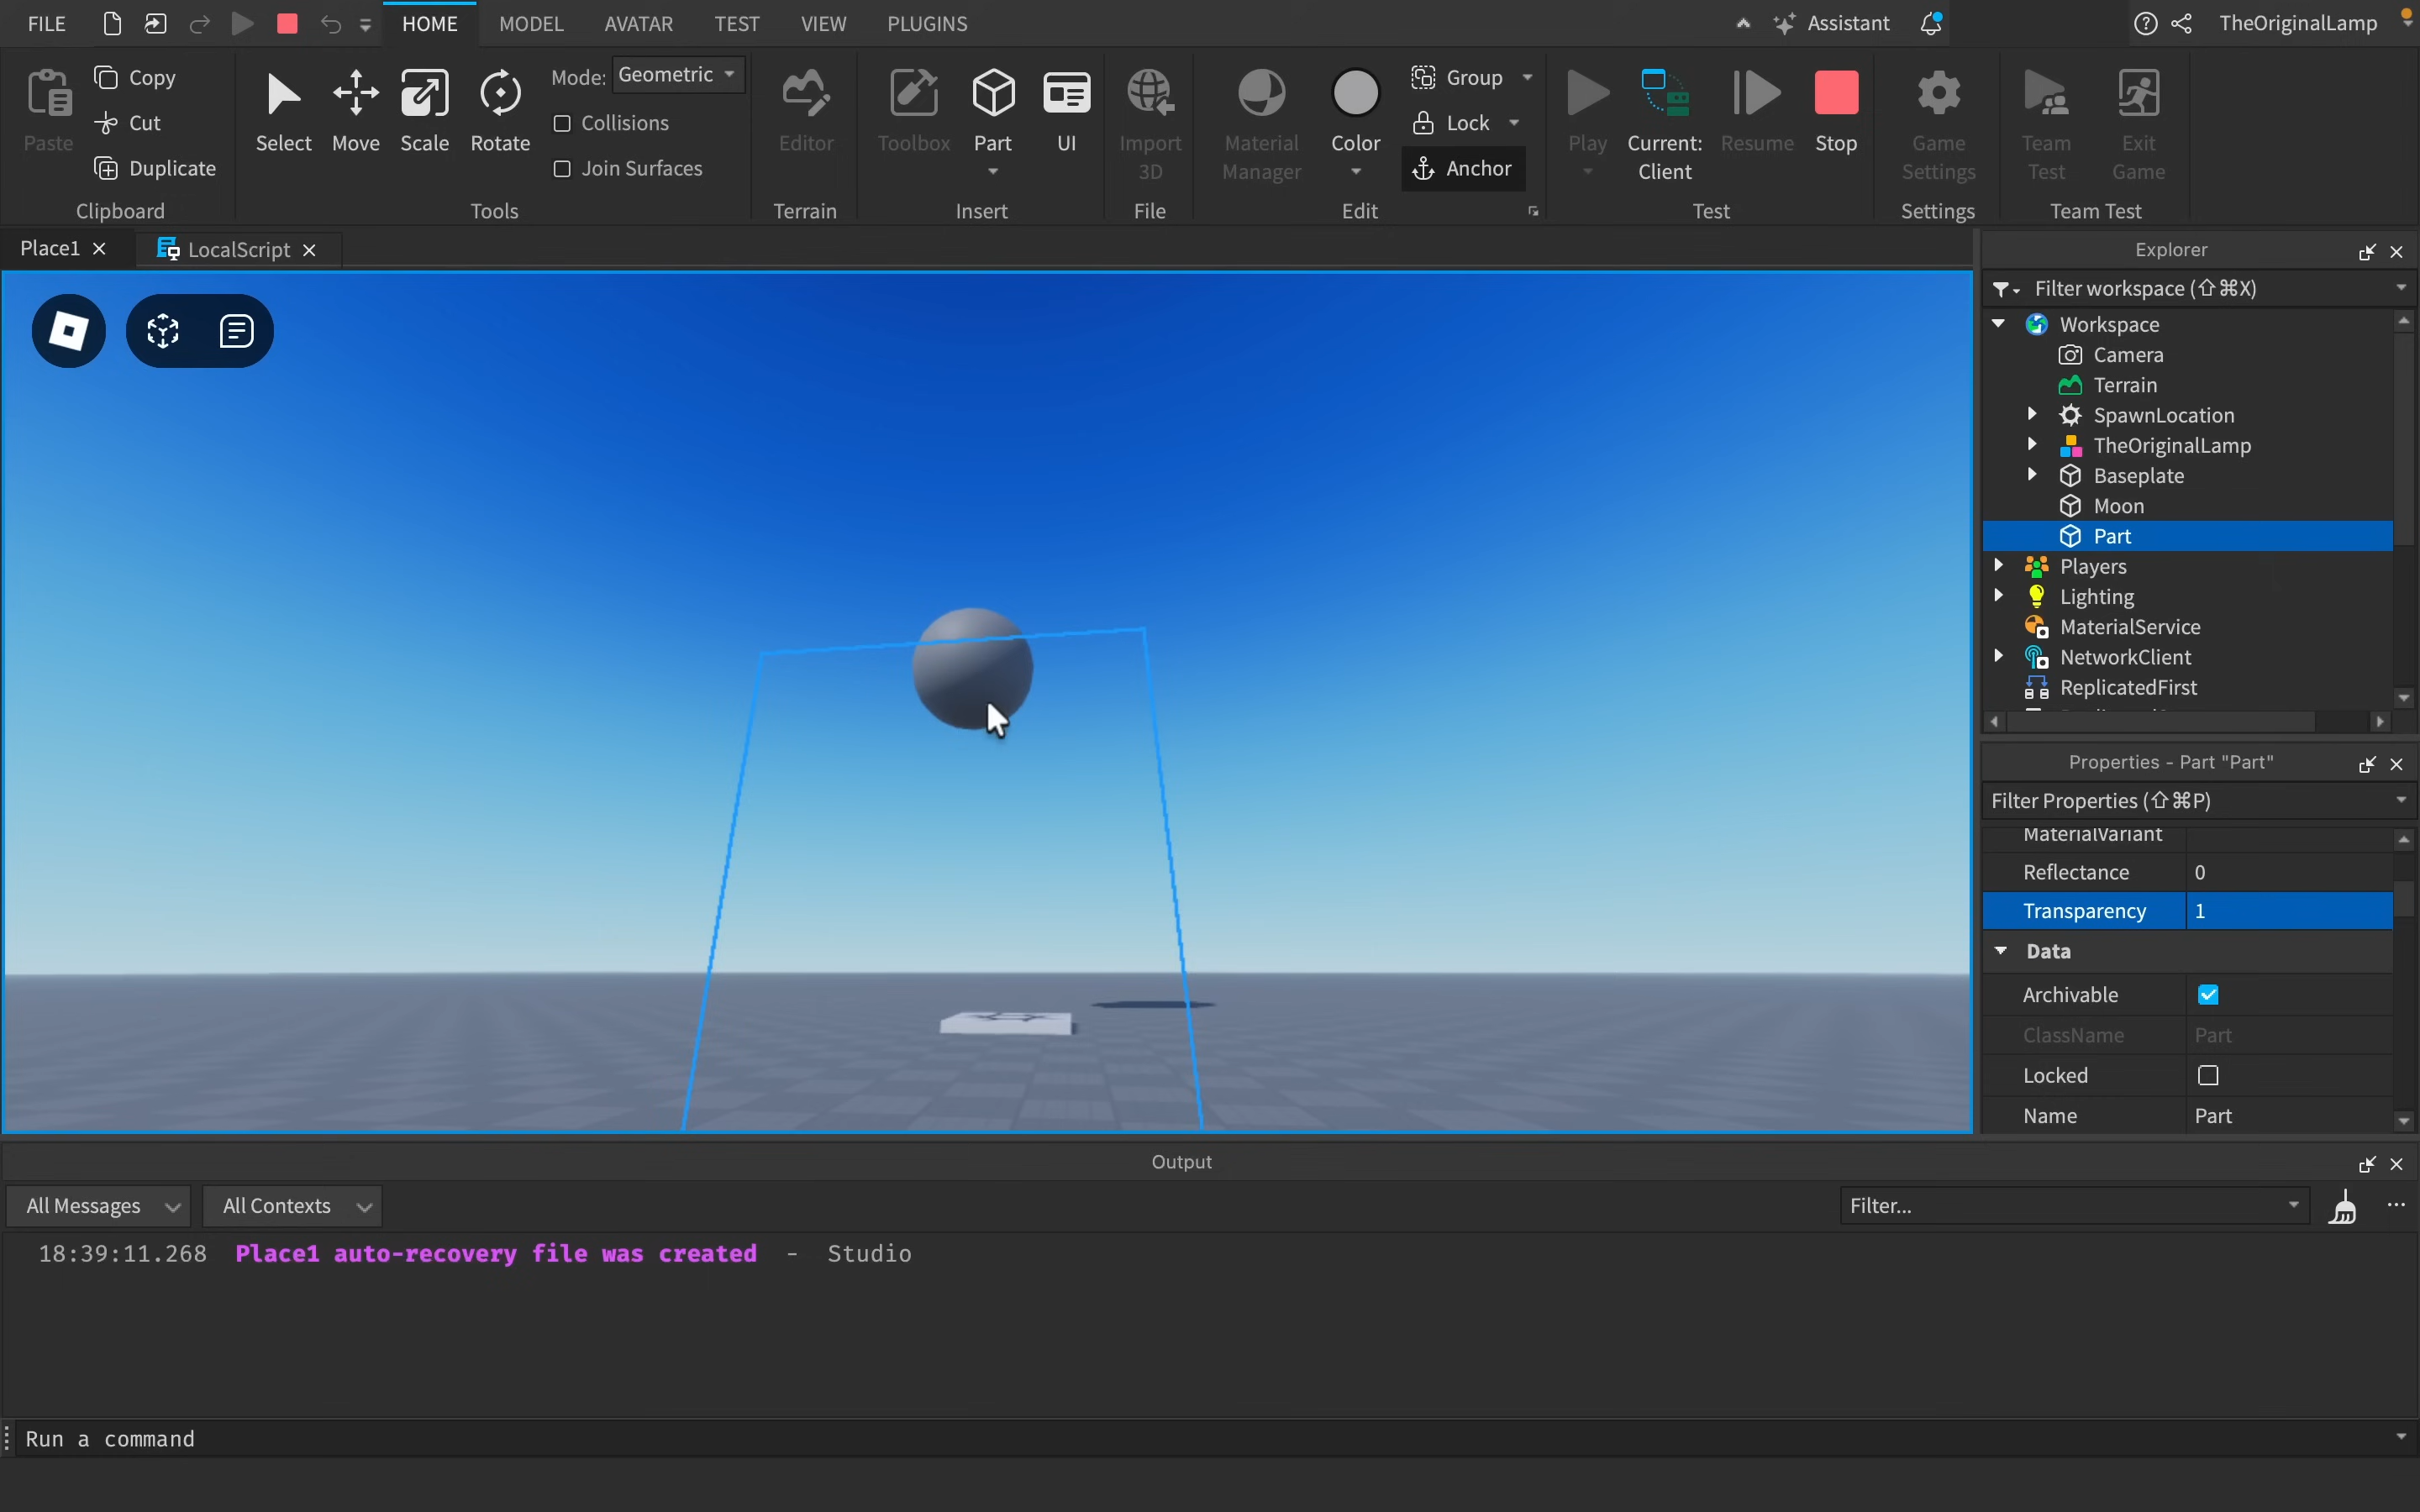 FILE
HOME
MODEL
AVATAR
TEST
VIEW
PLUGINS
Assistant
TheOriginalLamp
Paste
Copy
Cut
Duplicate
Clipboard
Select
Move
Scale
Rotate
Mode: Geometric
Collisions
Join Surfaces
Tools
Editor
Terrain
Toolbox
Part
UI
Insert
Import
3D
File
Material
Manager
Color
Group
Lock
Anchor
Edit
Play
Current:
Client
Resume
Stop
Test
Game
Settings
Settings
Team
Test
Exit
Game
Team Test
Place1
LocalScript
Explorer
Filter workspace (⇧⌘X)
Workspace
Camera
Terrain
SpawnLocation
TheOriginalLamp
Baseplate
Moon
Part
Players
Lighting
MaterialService
NetworkClient
ReplicatedFirst
Properties - Part "Part"
Filter Properties (⇧⌘P)
MaterialVariant
Reflectance 0
Transparency 1
Data
Archivable
ClassName Part
Locked
Name Part
Output
All Messages
All Contexts
Filter...
18:39:11.268 Place1 auto-recovery file was created - Studio
Run a command